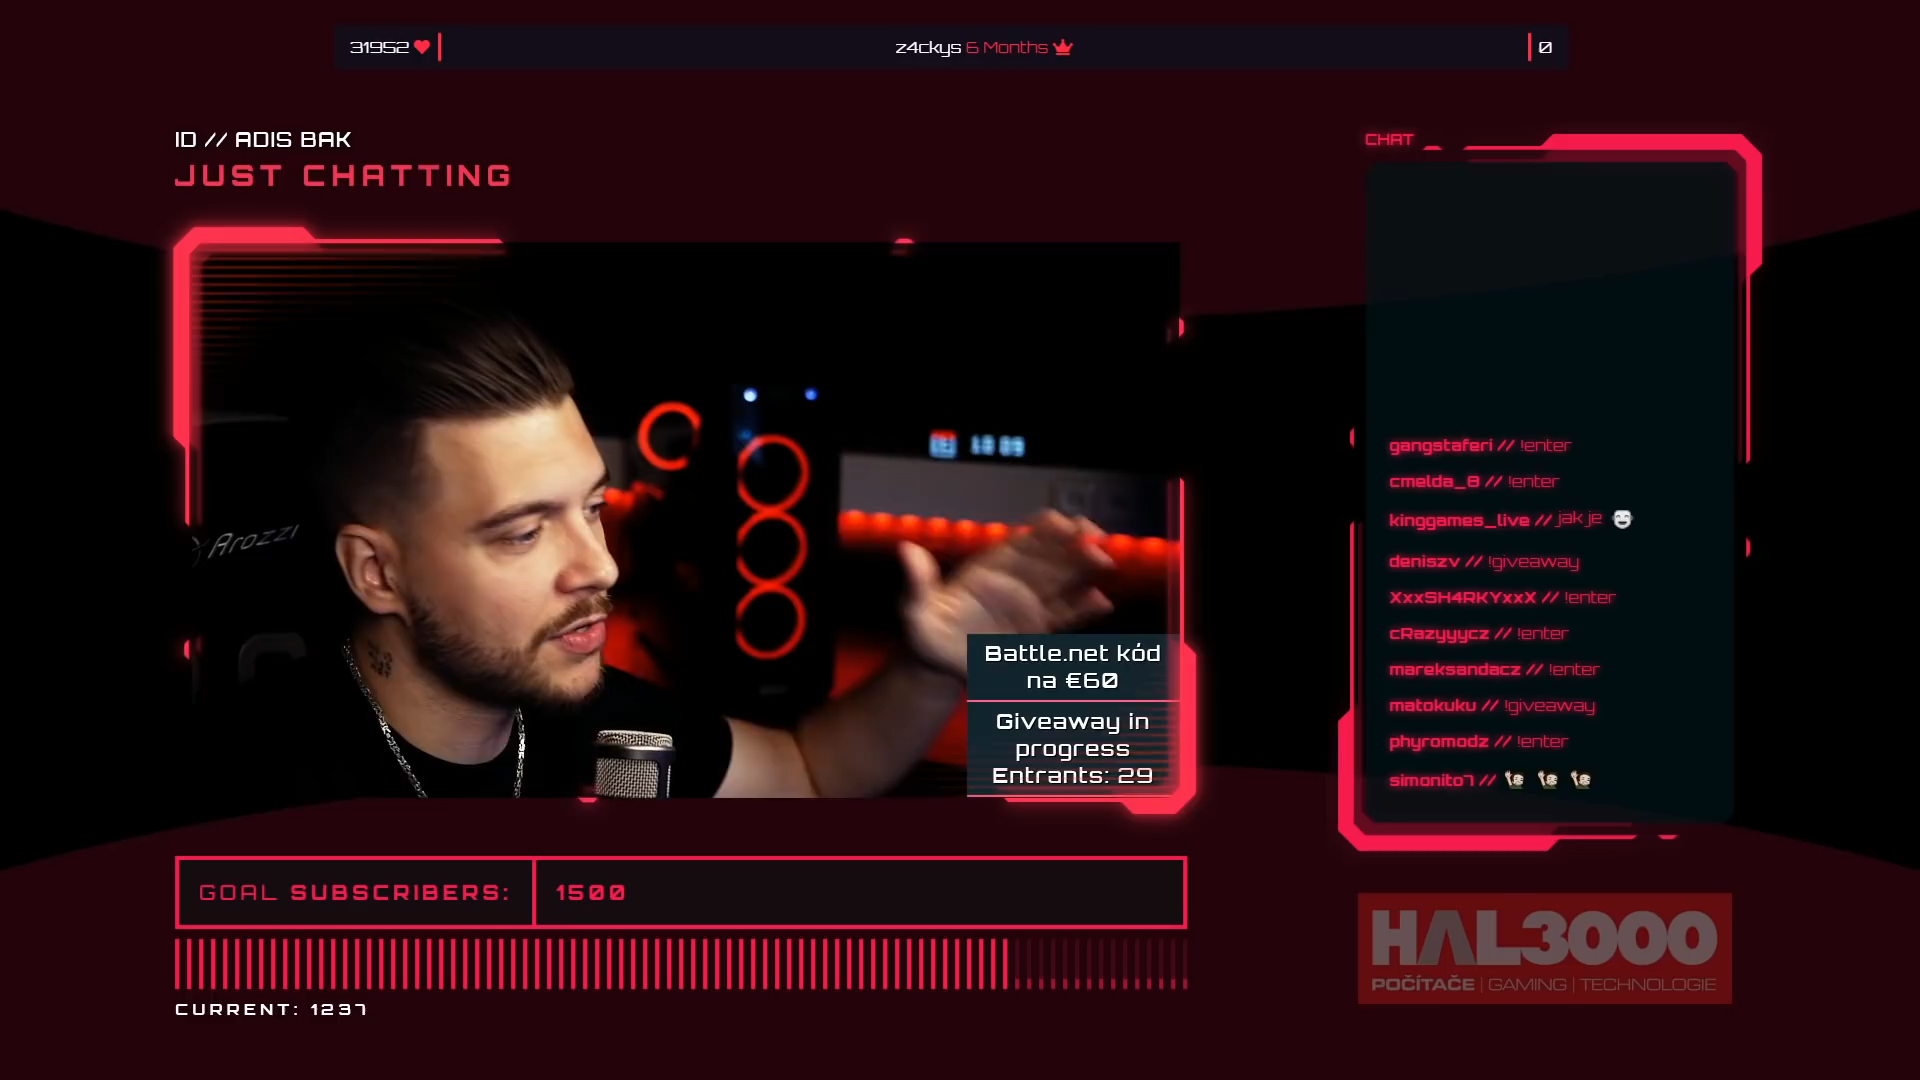 31952
z4ckys 6 Months
0
ID // ADIS BAK
JUST CHATTING
Arozzi
18 09
Battle.net kód
na €60
Giveaway in
progress
Entrants: 29
CHAT
gangstaferi // !enter
cmelda_8 // !enter
kinggames_live // jak je
deniszv // !giveaway
XxxSH4RKYxxX // !enter
cRazyyycz // !enter
mareksandacz // !enter
matokuku // !giveaway
phyromodz // !enter
simonito7 //
GOAL SUBSCRIBERS: 1500
CURRENT: 1237
HAL3000
POČÍTAČE | GAMING | TECHNOLOGIE